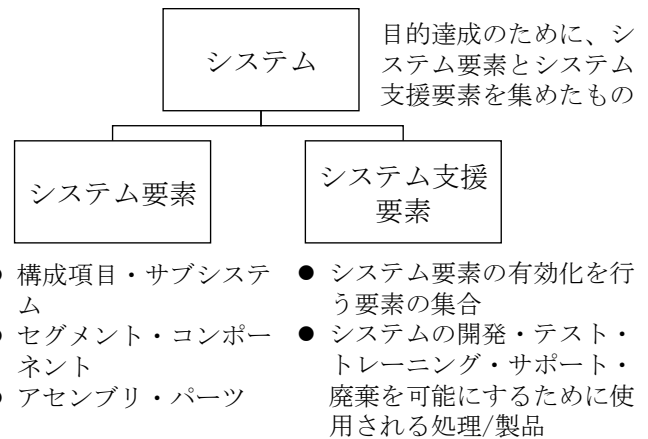 システム
目的達成のために、シ
ステム要素とシステム
支援要素を集めたもの
システム要素
システム支援
要素
● 構成項目・サブシステ
ム
● セグメント・コンポー
ネント
● アセンブリ・パーツ
● システム要素の有効化を行
う要素の集合
● システムの開発・テスト・
トレーニング・サポート・
廃棄を可能にするために使
用される処理/製品